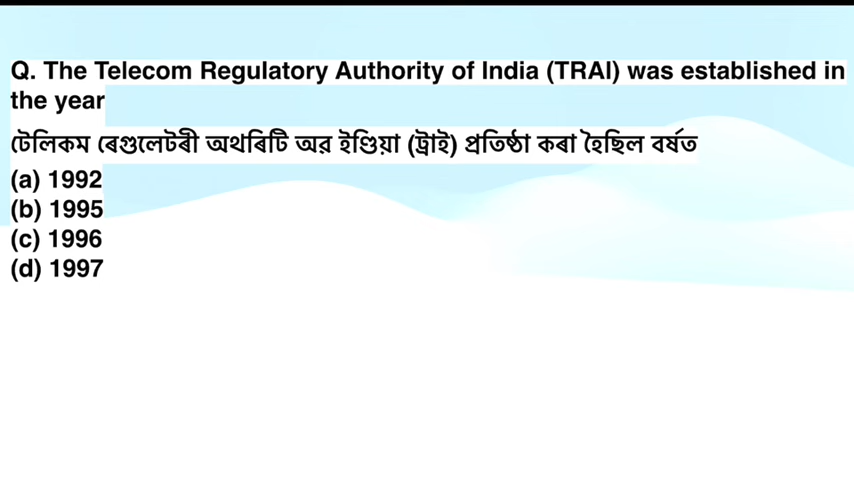 Q. The Telecom Regulatory Authority of India (TRAI) was established in
the year
টেলিকম ৰেগুলেটৰী অথৰিটি অৱ ইণ্ডিয়া (ট্ৰাই) প্ৰতিষ্ঠা কৰা হৈছিল বৰ্ষত
(a) 1992
(b) 1995
(c) 1996
(d) 1997